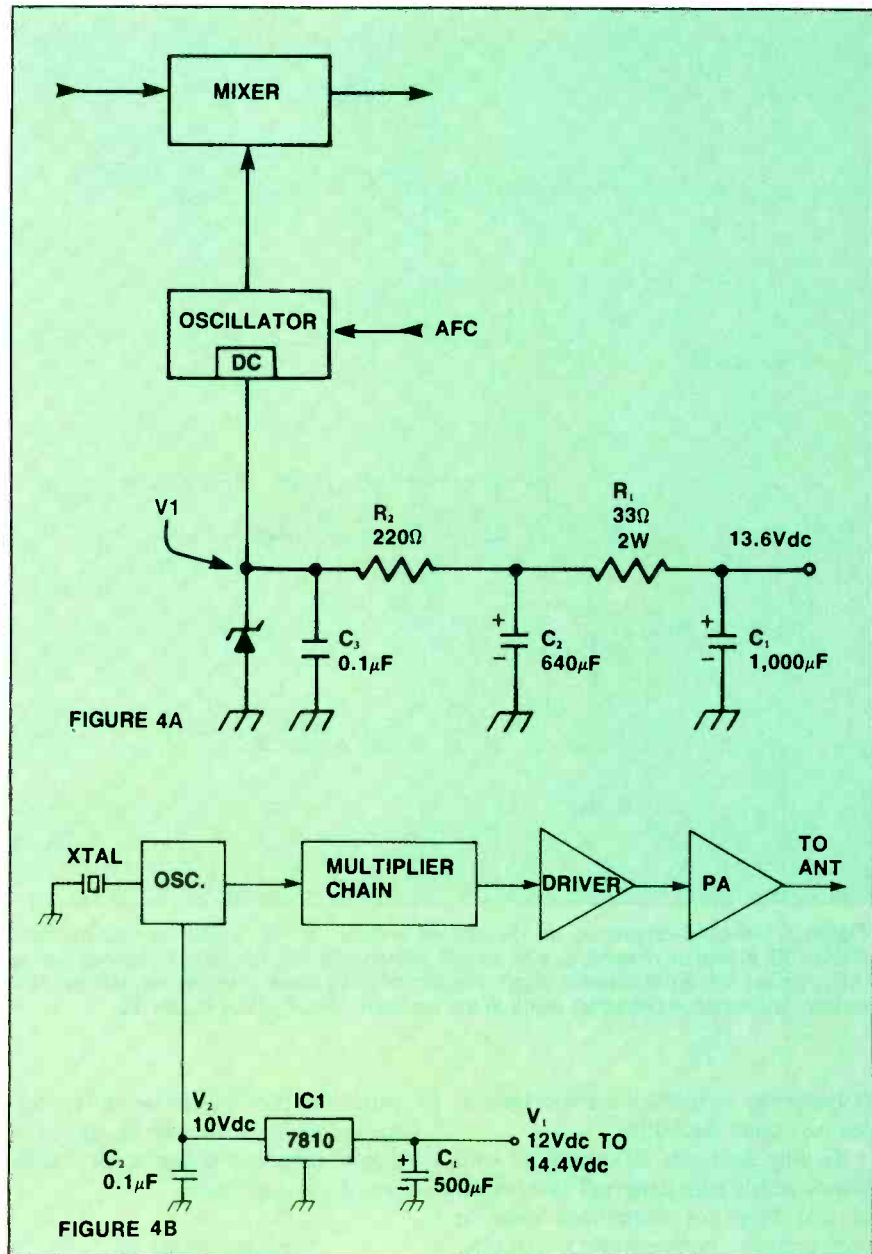 MIXER
OSCILLATOR
AFC
DC
V1
R₂
220Ω
R₁
33Ω
2W
13.6Vdc
C₃
0.1µF
+
−
C₂
640µF
+
−
C₁
1,000µF
FIGURE 4A
XTAL
OSC.
MULTIPLIER
CHAIN
DRIVER
PA
TO
ANT
V₂
10Vdc
IC1
7810
V₁
12Vdc TO
14.4Vdc
C₂
0.1µF
+
−
C₁
500µF
FIGURE 4B